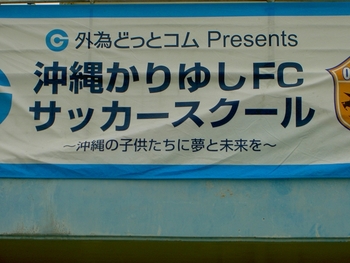 外為どっとコム Presents
沖縄かりゆしFC
サッカースクール
～沖縄の子供たちに夢と未来を～